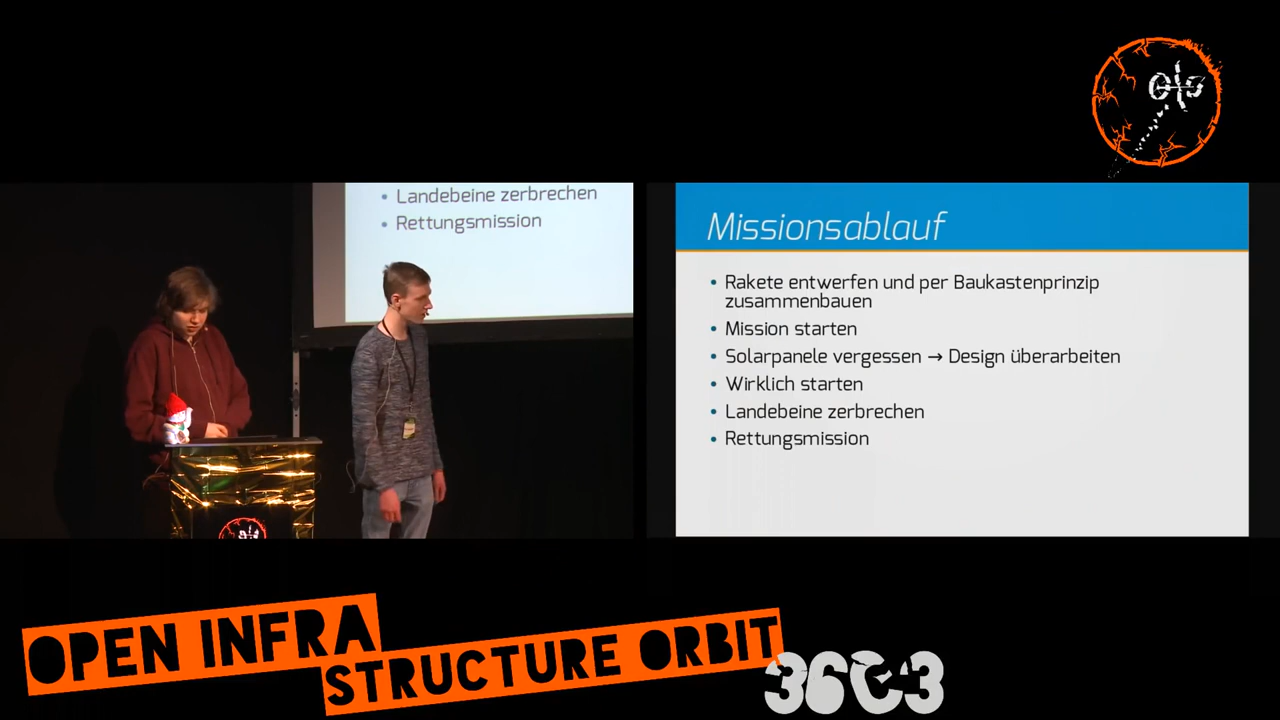 OIO
• Landebeine zerbrechen
• Rettungsmission
Missionsablauf
• Rakete entwerfen und per Baukastenprinzip
zusammenbauen
• Mission starten
• Solarpanele vergessen → Design überarbeiten
• Wirklich starten
• Landebeine zerbrechen
• Rettungsmission
OPEN INFRA
STRUCTURE ORBIT
36C3